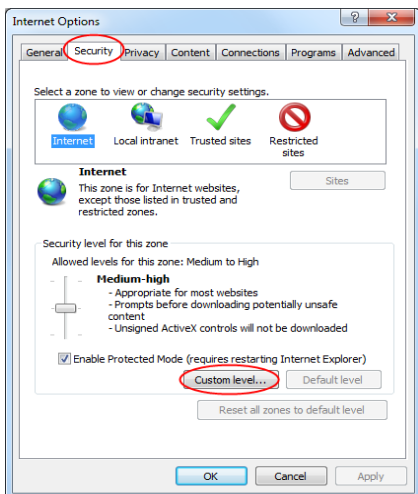 Internet Options
General Security Privacy Content Connections Programs Advanced
Select a zone to view or change security settings.
Internet Local intranet Trusted sites Restricted sites
Internet
Sites
This zone is for Internet websites,
except those listed in trusted and
restricted zones.
Security level for this zone
Allowed levels for this zone: Medium to High
Medium-high
- Appropriate for most websites
- Prompts before downloading potentially unsafe
content
- Unsigned ActiveX controls will not be downloaded
Enable Protected Mode (requires restarting Internet Explorer)
Custom level... Default level
Reset all zones to default level
OK Cancel Apply